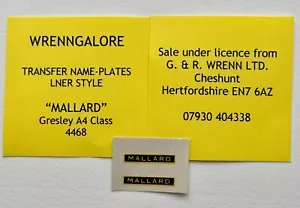 WRENNGALORE
TRANSFER NAME-PLATES
LNER STYLE
“MALLARD”
Gresley A4 Class
4468
Sale under licence from
G. & R. WRENN LTD.
Cheshunt
Hertfordshire EN7 6AZ
07930 404338
MALLARD
MALLARD